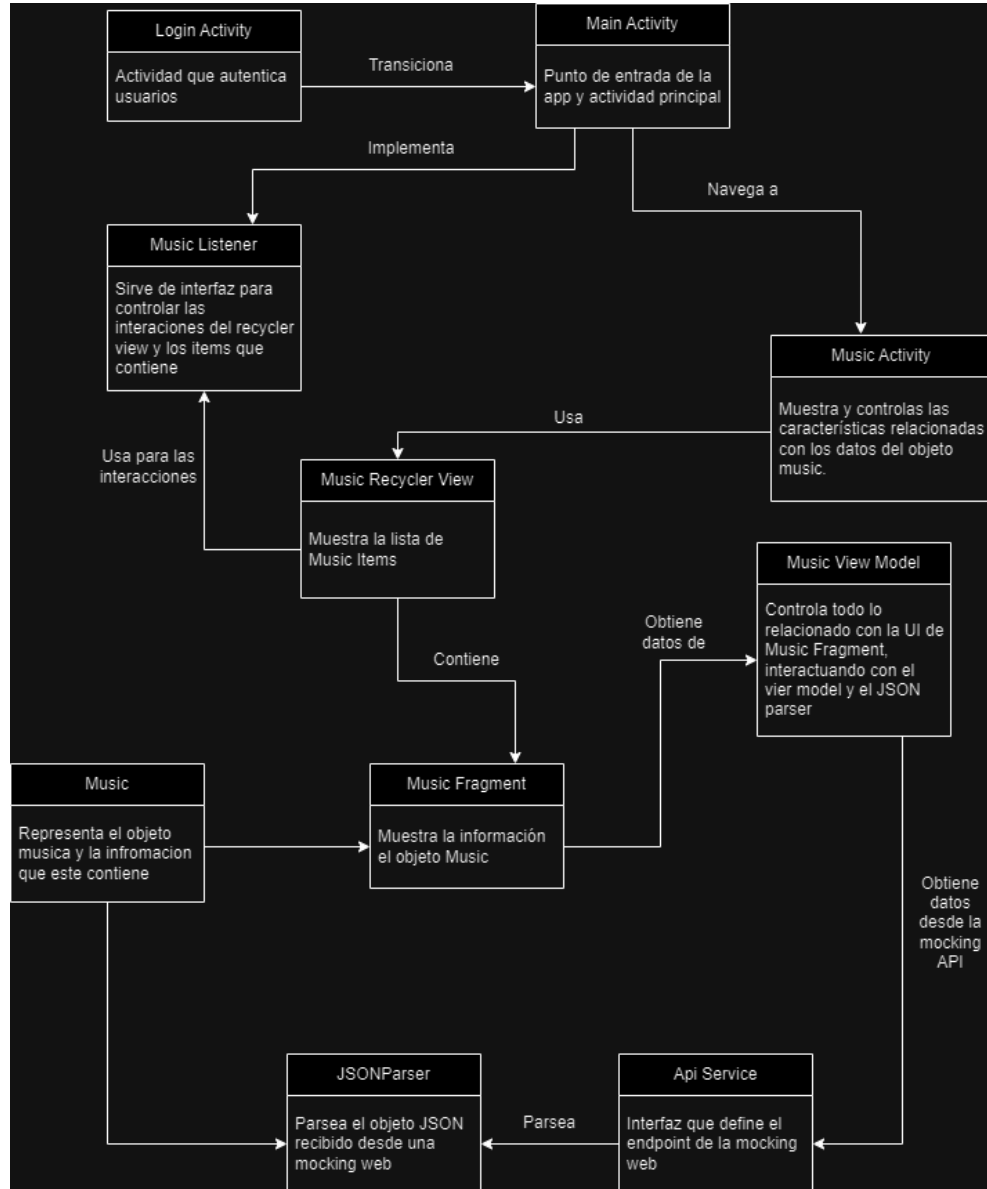 Login Activity
Actividad que autentica
usuarios
Transiciona
Main Activity
Punto de entrada de la
app y actividad principal
Implementa
Navega a
Music Listener
Sirve de interfaz para
controlar las
interaciones del recycler
view y los items que
contiene
Music Activity
Muestra y controlas las
características relacionadas
con los datos del objeto
music.
Usa
Usa para las
interacciones
Music Recycler View
Muestra la lista de
Music Items
Music View Model
Controla todo lo
relacionado con la UI de
Music Fragment,
interactuando con el
vier model y el JSON
parser
Obtiene
datos de
Contiene
Music
Representa el objeto
musica y la infromacion
que este contiene
Music Fragment
Muestra la información
el objeto Music
Obtiene
datos
desde la
mocking
API
JSONParser
Parsea el objeto JSON
recibido desde una
mocking web
Parsea
Api Service
Interfaz que define el
endpoint de la mocking
web